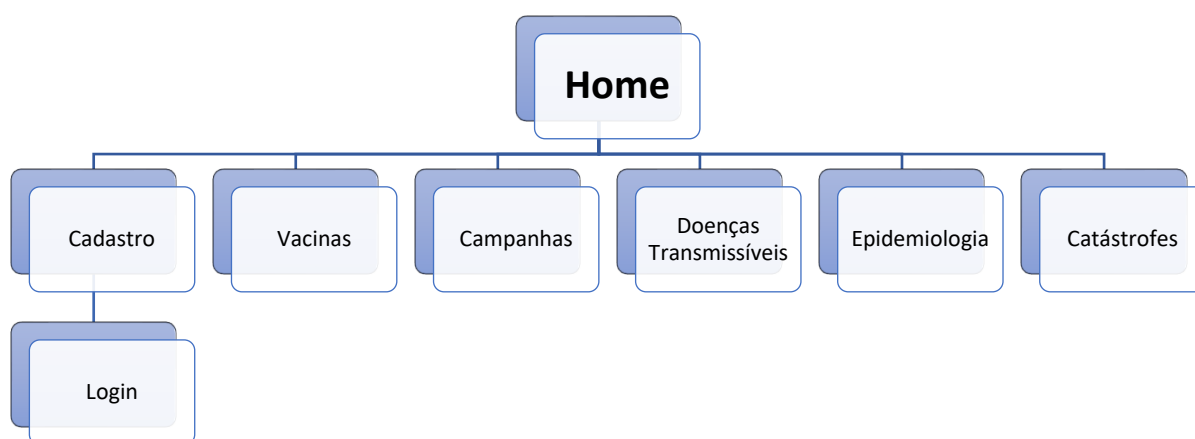 Home
Cadastro
Vacinas
Campanhas
Doenças
Transmissíveis
Epidemiologia
Catástrofes
Login